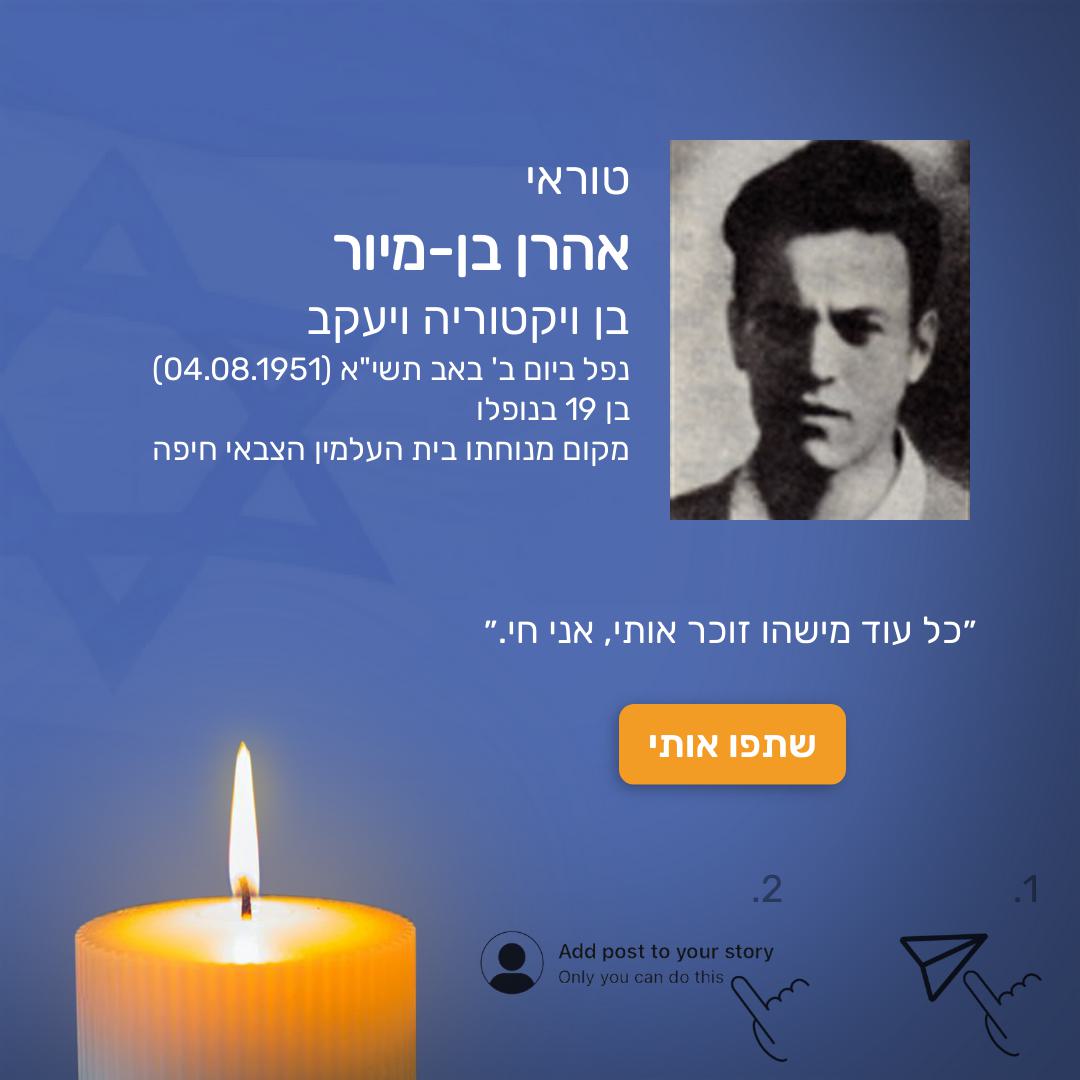 טוראי
אהרן בן-מיור
בן ויקטוריה ויעקב
נפל ביום ב' באב תשי"א (04.08.1951)
בן 19 בנופלו
מקום מנוחתו בית העלמין הצבאי חיפה
״כל עוד מישהו זוכר אותי, אני חי.״
שתפו אותי
1.
2.
Add post to your story
Only you can do this